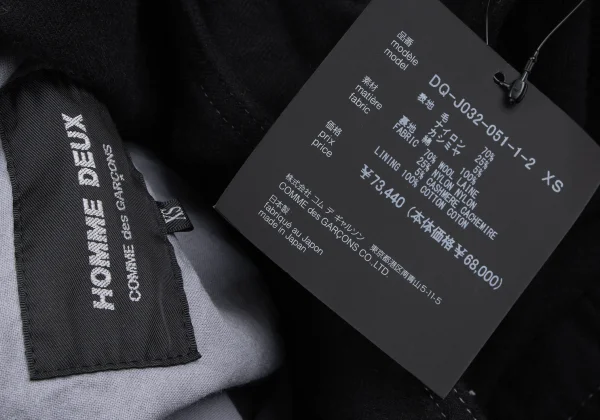 HOMME DEUX
COMME des GARÇONS
XS
品番
modèle
model
DQ-J032-051-1-2 XS
素材
matière
fabric
表地 毛 70%
ナイロン 25%
カシミヤ 5%
裏地 綿 100%
FABRIC 70% WOOL LAINE
25% NYLON NYLON
5% CASHMERE CACHEMIRE
LINING 100% COTTON COTON
価格
prix
price
¥73,440 (本体価格¥68,000)
株式会社 コム デ ギャルソン 東京都港区南青山5-11-5
COMME des GARÇONS CO.,LTD.
日本製
fabriqué au Japon
made in Japan